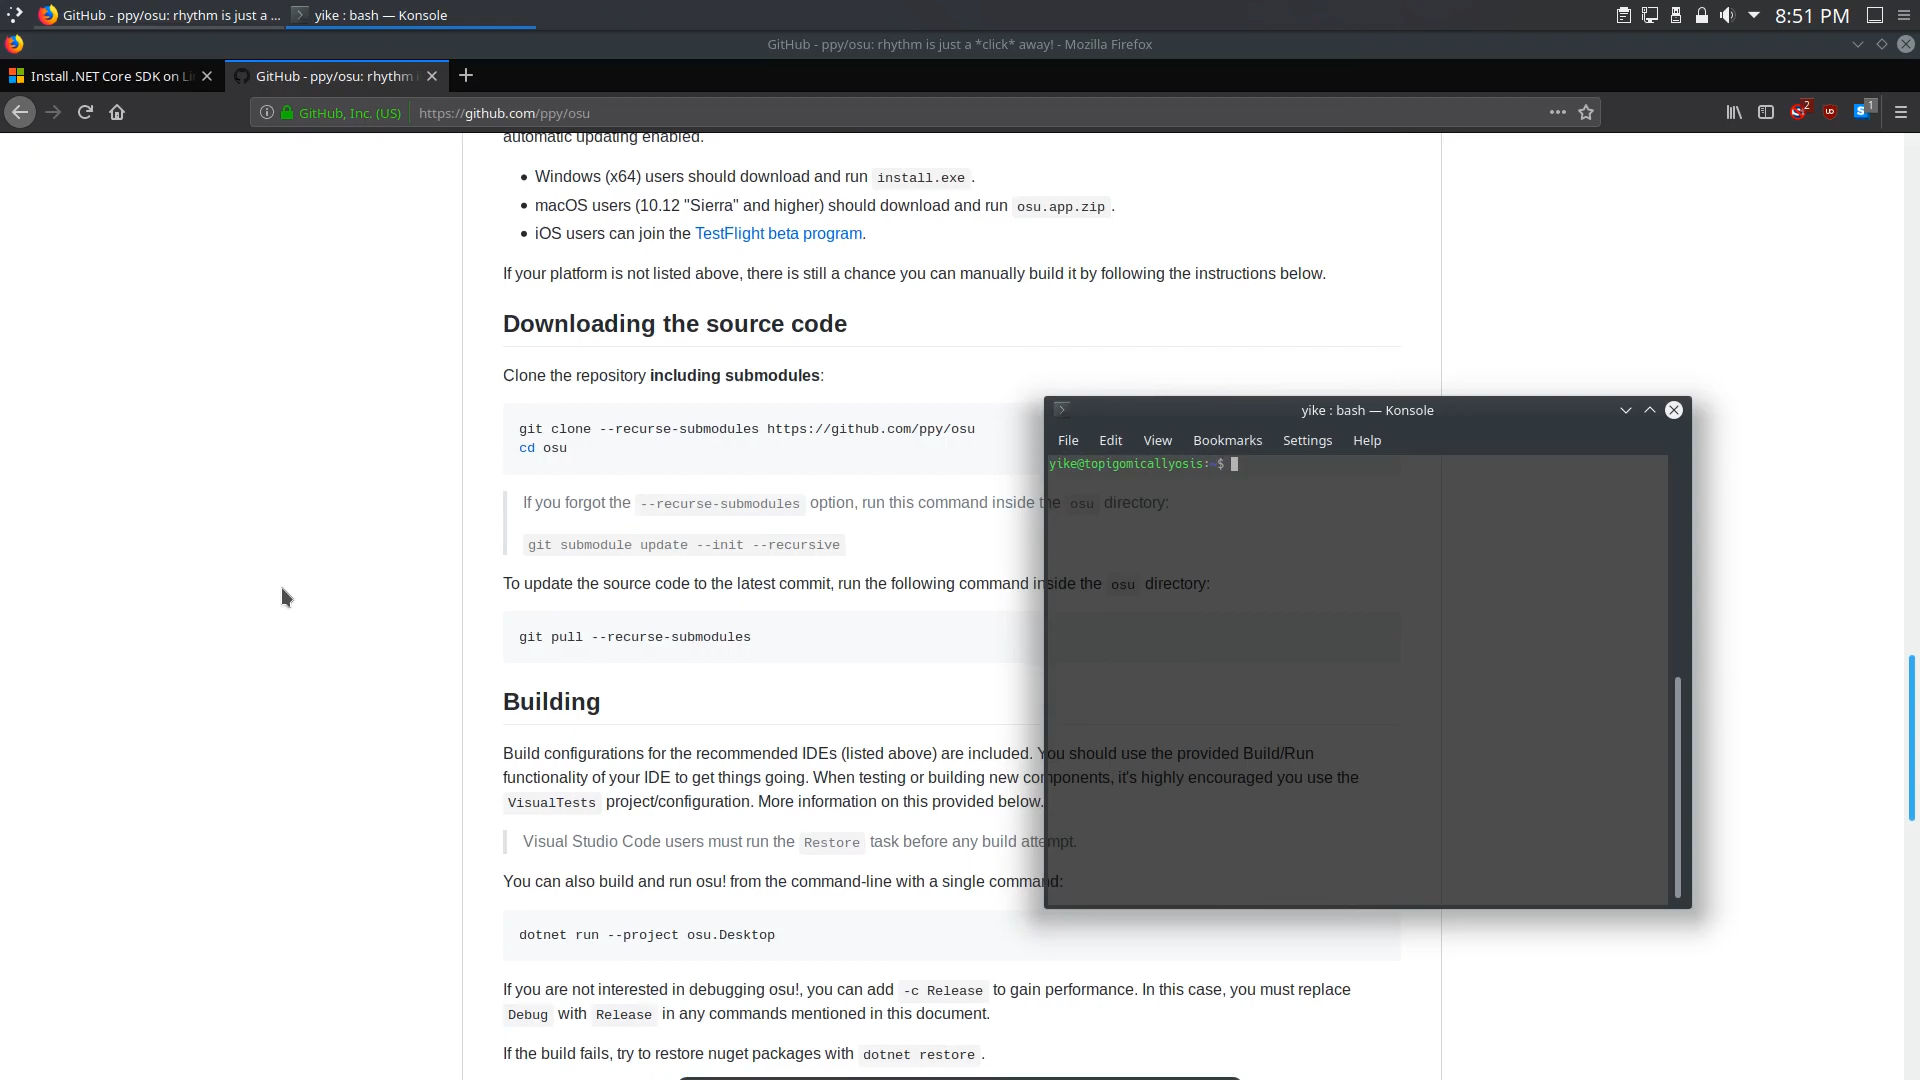 GitHub - ppy/osu: rhythm is just a ...
yike : bash — Konsole
8:51 PM
GitHub - ppy/osu: rhythm is just a *click* away! - Mozilla Firefox
Install .NET Core SDK on Li
GitHub - ppy/osu: rhythm i
GitHub, Inc. (US)
https://github.com/ppy/osu
2
1
automatic updating enabled.
• Windows (x64) users should download and run install.exe.
• macOS users (10.12 "Sierra" and higher) should download and run osu.app.zip.
• iOS users can join the TestFlight beta program.
If your platform is not listed above, there is still a chance you can manually build it by following the instructions below.
Downloading the source code
Clone the repository including submodules:
git clone --recurse-submodules https://github.com/ppy/osu
cd osu
If you forgot the --recurse-submodules option, run this command inside the osu directory:
git submodule update --init --recursive
To update the source code to the latest commit, run the following command inside the osu directory:
git pull --recurse-submodules
Building
Build configurations for the recommended IDEs (listed above) are included. You should use the provided Build/Run
functionality of your IDE to get things going. When testing or building new components, it's highly encouraged you use the
VisualTests project/configuration. More information on this provided below.
Visual Studio Code users must run the Restore task before any build attempt.
You can also build and run osu! from the command-line with a single command:
dotnet run --project osu.Desktop
If you are not interested in debugging osu!, you can add -c Release to gain performance. In this case, you must replace
Debug with Release in any commands mentioned in this document.
If the build fails, try to restore nuget packages with dotnet restore.
yike : bash — Konsole
File Edit View Bookmarks Settings Help
yike@topigomicallyosis:~$